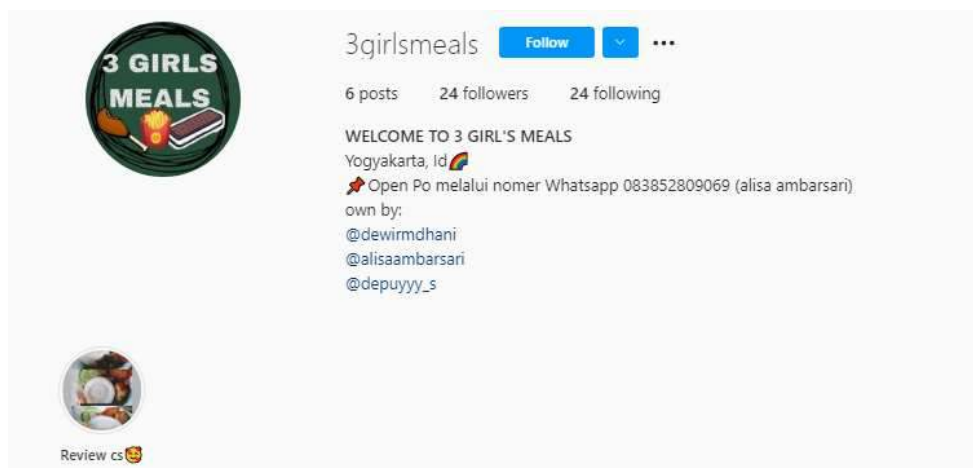 3 GIRLS
MEALS
3girlsmeals Follow
6 posts 24 followers 24 following
WELCOME TO 3 GIRL'S MEALS
Yogyakarta, Id🌈
📌Open Po melalui nomer Whatsapp 083852809069 (alisa ambarsari)
own by:
@dewirmdhani
@alisaambarsari
@depuyyy_s
Review cs🥰